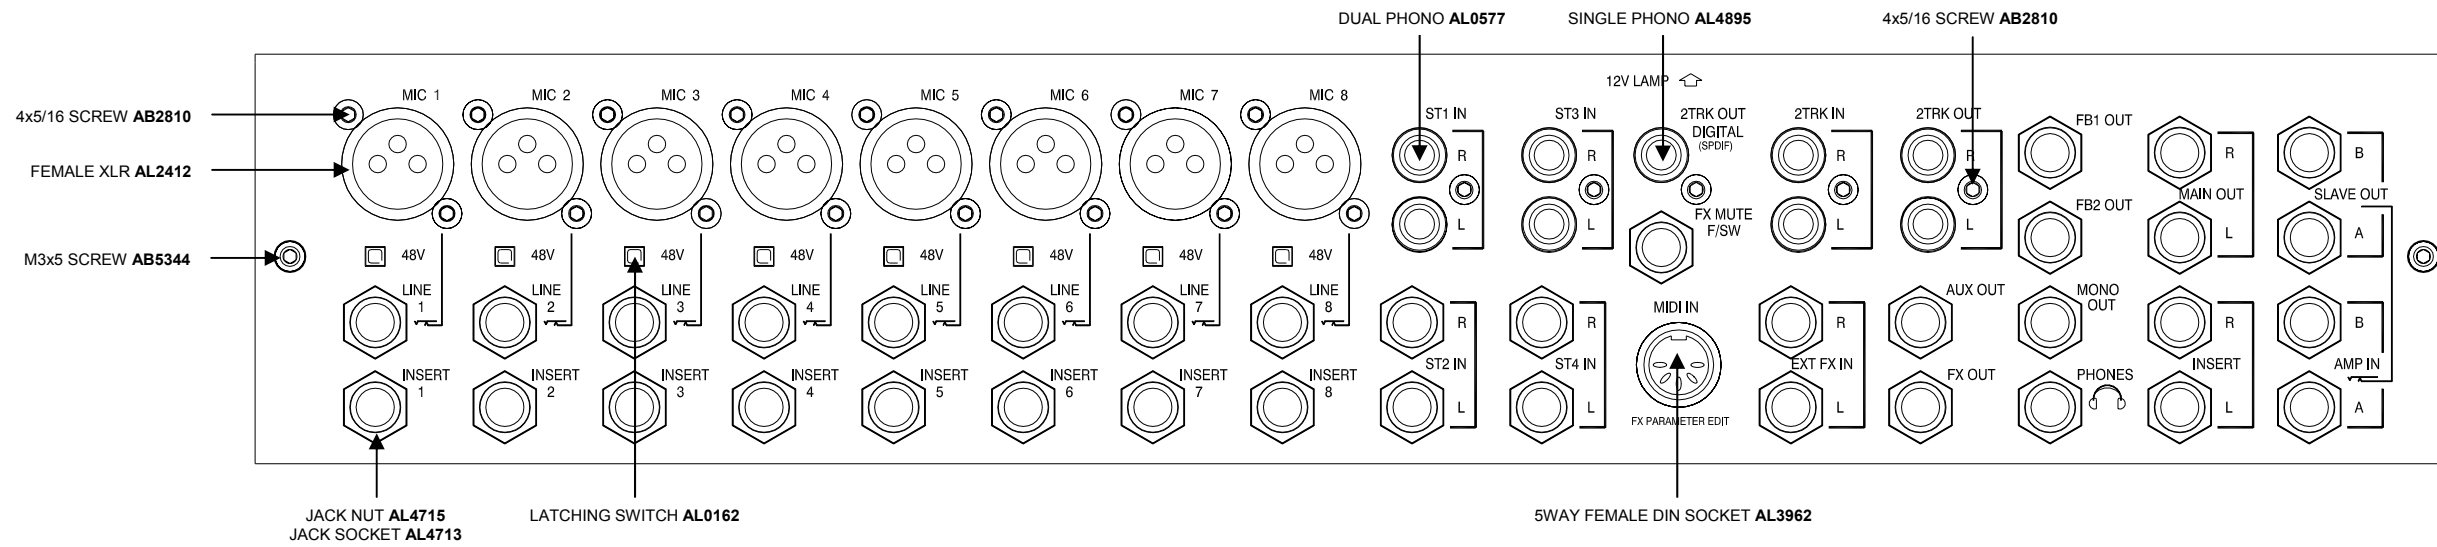 DUAL PHONO AL0577
SINGLE PHONO AL4895
4x5/16 SCREW AB2810
12V LAMP
MIC 1
MIC 2
MIC 3
MIC 4
MIC 5
MIC 6
MIC 7
MIC 8
4x5/16 SCREW AB2810
ST1 IN
ST3 IN
2TRK OUT
DIGITAL
(SPDIF)
2TRK IN
2TRK OUT
FB1 OUT
R
R
R
R
R
B
FEMALE XLR AL2412
MAIN OUT
SLAVE OUT
FX MUTE
F/SW
FB2 OUT
L
L
L
L
L
A
M3x5 SCREW AB5344
48V
48V
48V
48V
48V
48V
48V
48V
LINE
1
LINE
2
LINE
3
LINE
4
LINE
5
LINE
6
LINE
7
LINE
8
MIDI IN
AUX OUT
MONO
OUT
R
R
R
R
B
ST2 IN
ST4 IN
EXT FX IN
INSERT
AMP IN
INSERT
1
INSERT
2
INSERT
3
INSERT
4
INSERT
5
INSERT
6
INSERT
7
INSERT
8
FX OUT
PHONES
L
L
L
L
A
FX PARAMETER EDIT
JACK NUT AL4715
JACK SOCKET AL4713
LATCHING SWITCH AL0162
5WAY FEMALE DIN SOCKET AL3962